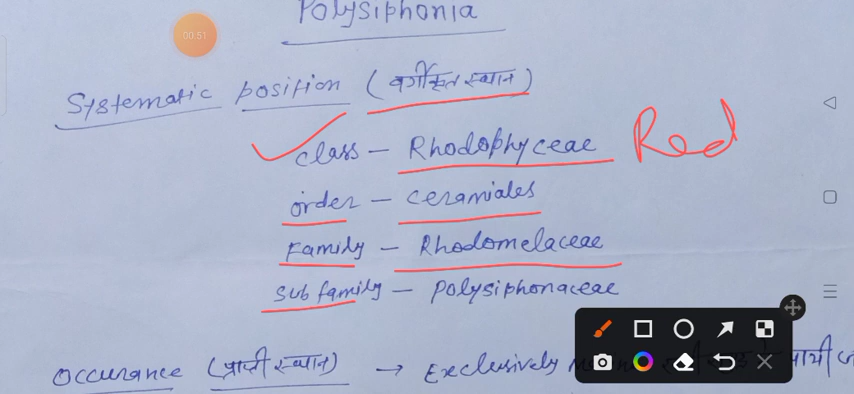 00:51
Polysiphonia
Systematic position (वर्गीकृत स्थान)
class – Rhodophyceae Red
order – ceramiales
Family – Rhodomelaceae
Sub family – polysiphonaceae
Occurance (प्राप्ती स्थान) → Exclusively